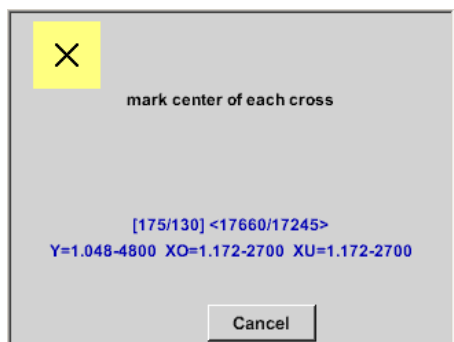 mark center of each cross
[175/130] <17660/17245>
Y=1.048-4800 XO=1.172-2700 XU=1.172-2700
Cancel